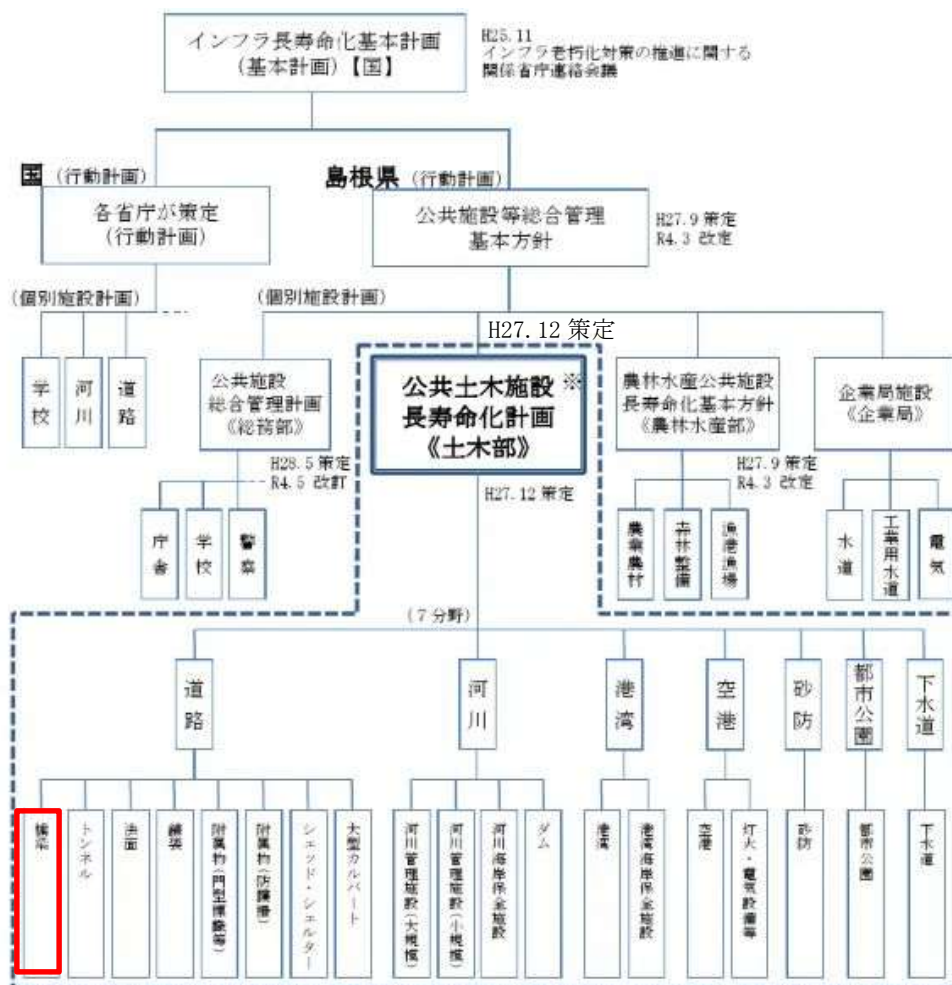 インフラ長寿命化基本計画
(基本計画)【国】
H25.11
インフラ老朽化対策の推進に関する
関係省庁連絡会議
国 (行動計画)
島根県 (行動計画)
各省庁が策定
(行動計画)
公共施設等総合管理
基本方針
H27.9 策定
R4.3 改定
(個別施設計画)
(個別施設計画)
H27.12 策定
学校
河川
道路
公共施設
総合管理計画
《総務部》
公共土木施設※
長寿命化計画
《土木部》
農林水産公共施設
長寿命化基本方針
《農林水産部》
企業局施設
《企業局》
H28.5 策定
R4.5 改訂
H27.12 策定
H27.9 策定
R4.3 改定
庁舎
学校
警察
農業農村
森林整備
漁港漁場
水道
工業用水道
電気
(7分野)
道路
河川
港湾
空港
砂防
都市公園
下水道
橋梁
トンネル
法面
舗装
附属物(門型標識等)
附属物(防護柵)
シェッド・シェルター
大型カルバート
河川管理施設(大規模)
河川管理施設(小規模)
河川海岸保全施設
ダム
港湾
港湾海岸保全施設
空港
灯火・電気設備等
砂防
都市公園
下水道